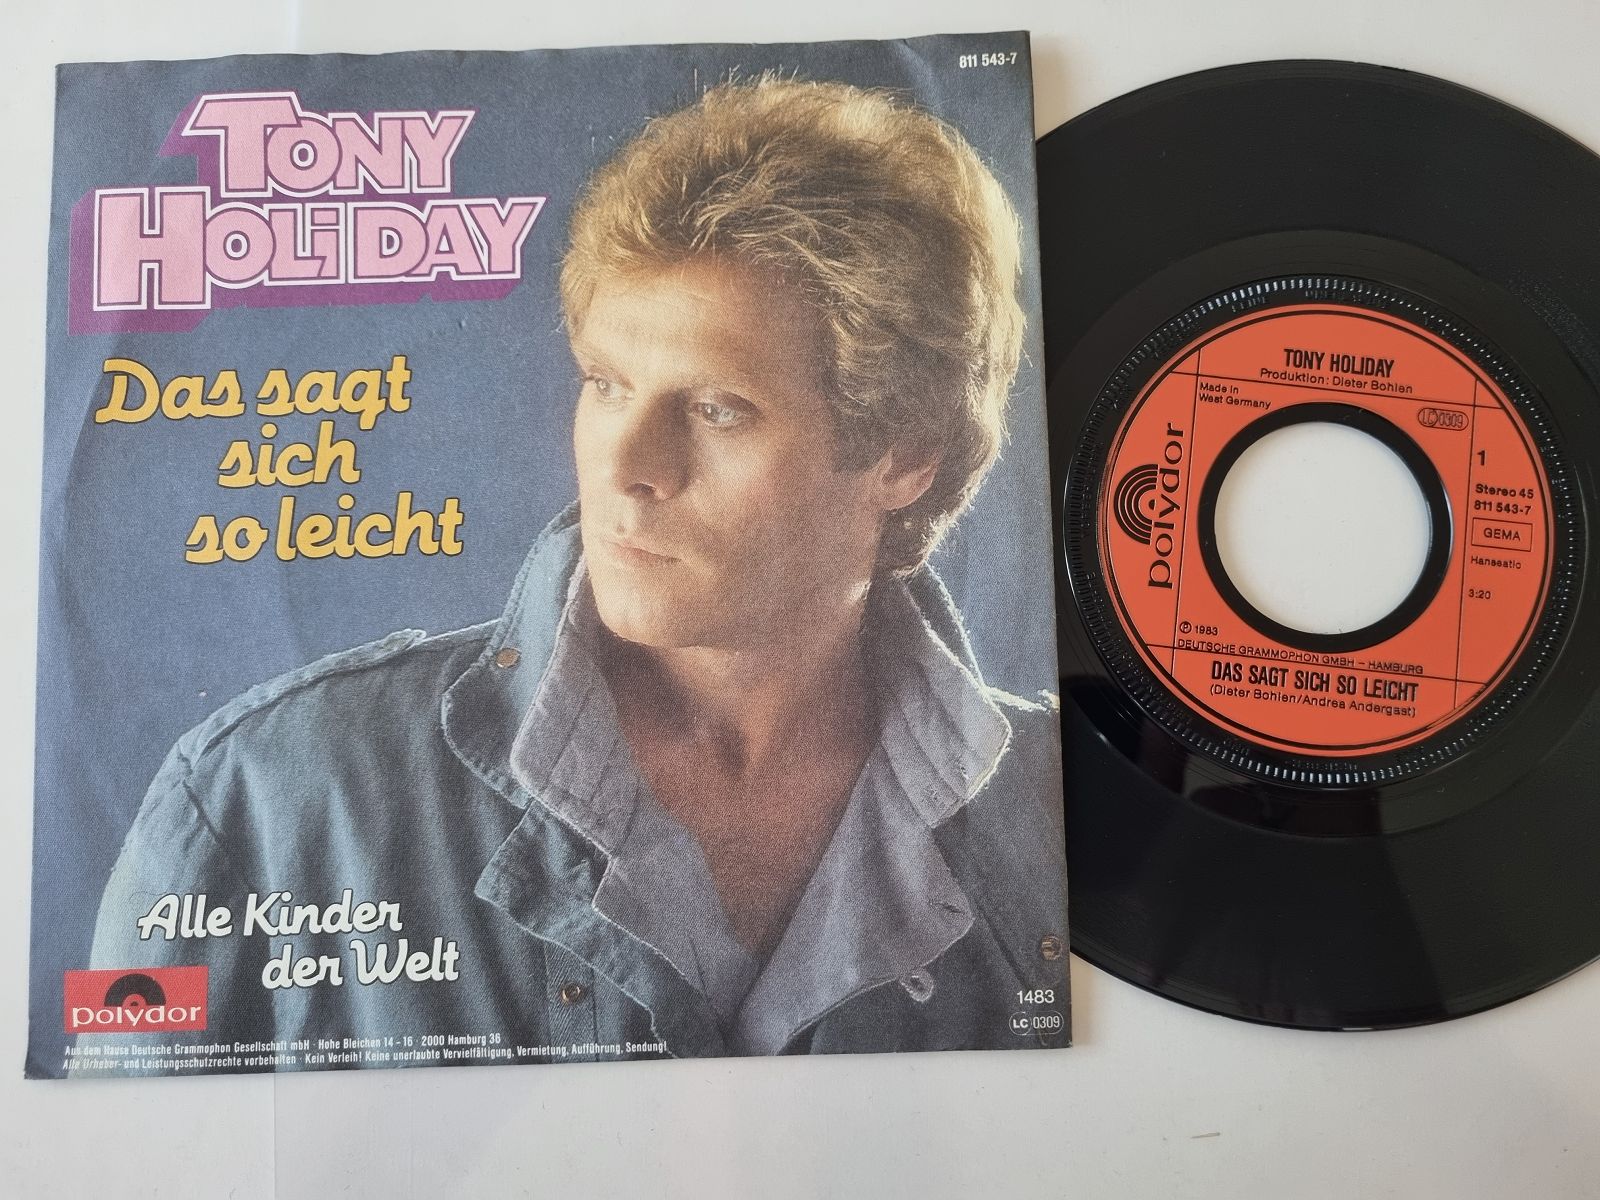 811 543-7
TONY
HOLiDAY
Das sagt
sich
so leicht
Alle Kinder
der Welt
polydor
1483
LC 0309
Aus dem Hause Deutsche Grammophon Gesellschaft mbH · Hohe Bleichen 14 - 16 · 2000 Hamburg 36
Alle Urheber- und Leistungsschutzrechte vorbehalten · Kein Verleih! Keine unerlaubte Vervielfältigung, Vermietung, Aufführung, Sendung!
TONY HOLIDAY
Produktion: Dieter Bohlen
Made in
West Germany
LC 0309
polydor
1
Stereo 45
811 543-7
GEMA
Hanseatic
3:20
℗ 1983
DEUTSCHE GRAMMOPHON GMBH – HAMBURG
DAS SAGT SICH SO LEICHT
(Dieter Bohlen/Andrea Andergast)